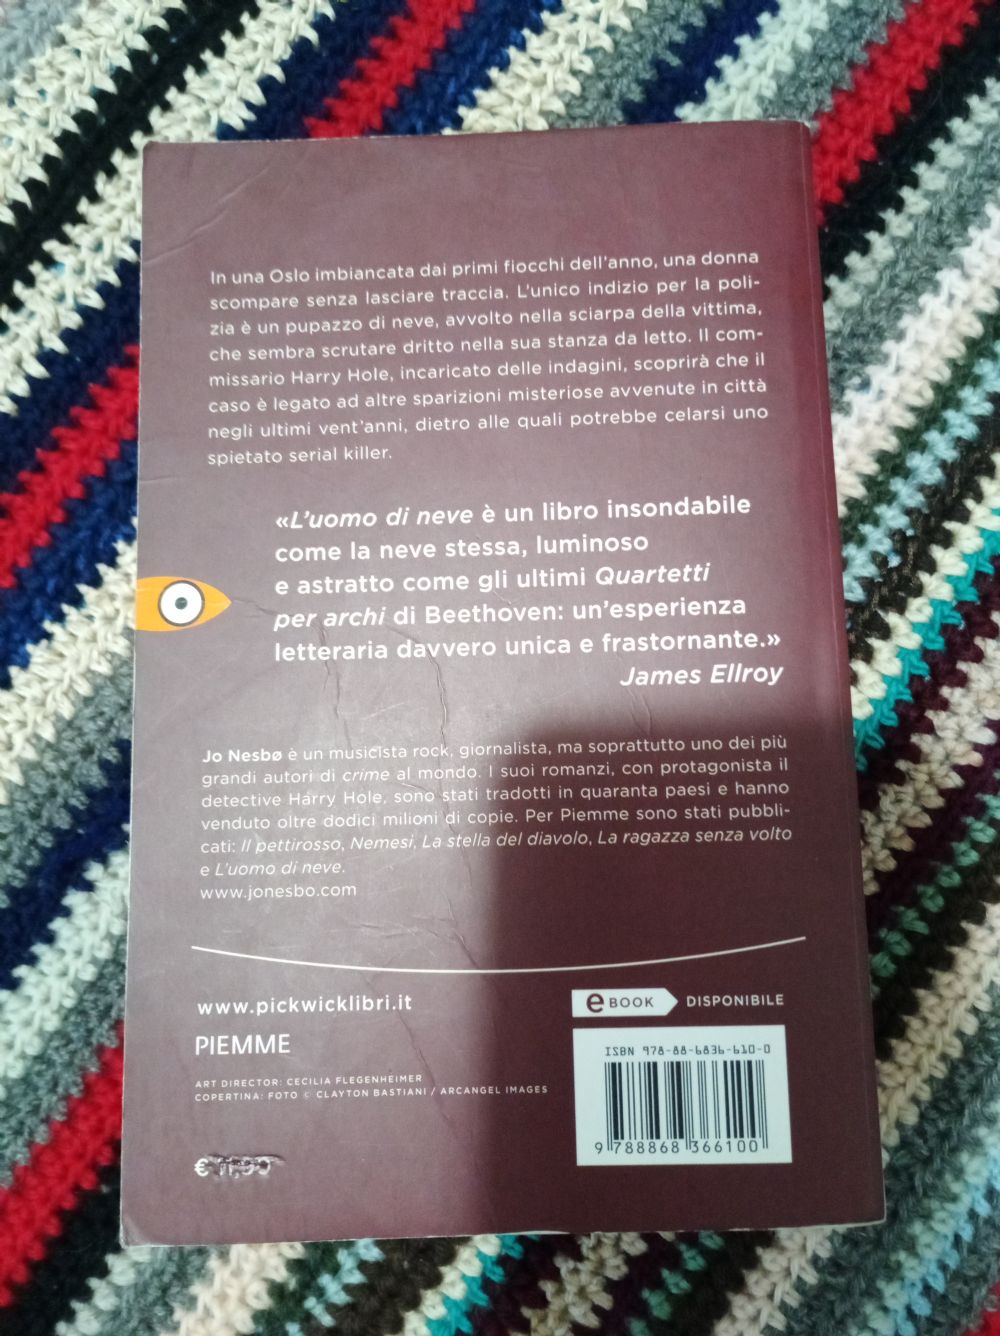 In una Oslo imbiancata dai primi fiocchi dell'anno, una donna
scompare senza lasciare traccia. L'unico indizio per la poli-
zia è un pupazzo di neve, avvolto nella sciarpa della vittima,
che sembra scrutare dritto nella sua stanza da letto. Il com-
missario Harry Hole, incaricato delle indagini, scoprirà che il
caso è legato ad altre sparizioni misteriose avvenute in città
negli ultimi vent'anni, dietro alle quali potrebbe celarsi uno
spietato serial killer.
«L'uomo di neve è un libro insondabile
come la neve stessa, luminoso
e astratto come gli ultimi Quartetti
per archi di Beethoven: un'esperienza
letteraria davvero unica e frastornante.»
James Ellroy
Jo Nesbø è un musicista rock, giornalista, ma soprattutto uno dei più
grandi autori di crime al mondo. I suoi romanzi, con protagonista il
detective Harry Hole, sono stati tradotti in quaranta paesi e hanno
venduto oltre dodici milioni di copie. Per Piemme sono stati pubbli-
cati: Il pettirosso, Nemesi, La stella del diavolo, La ragazza senza volto
e L'uomo di neve.
www.jonesbo.com
www.pickwicklibri.it
PIEMME
ART DIRECTOR: CECILIA FLEGENHEIMER
COPERTINA: FOTO © CLAYTON BASTIANI / ARCANGEL IMAGES
€
e BOOK DISPONIBILE
ISBN 978-88-6836-610-0
9 788868 366100